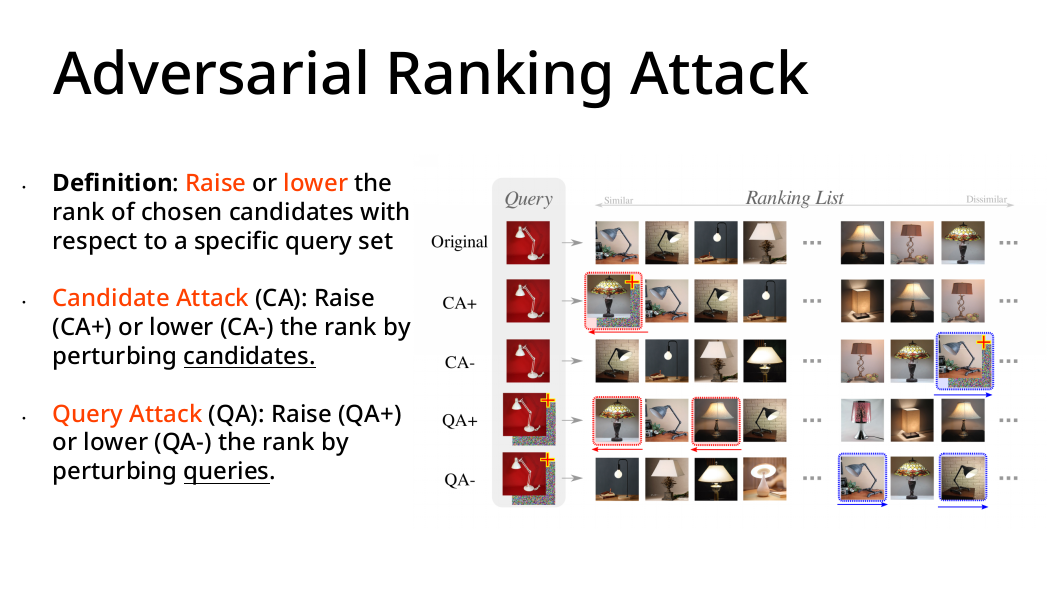 Adversarial Ranking Attack
· Definition: Raise or lower the
rank of chosen candidates with
respect to a specific query set
· Candidate Attack (CA): Raise
(CA+) or lower (CA-) the rank by
perturbing candidates.
· Query Attack (QA): Raise (QA+)
or lower (QA-) the rank by
perturbing queries.
Query
Similar
Ranking List
Dissimilar
Original
...
...
CA+
...
...
CA-
...
...
QA+
...
...
QA-
...
...